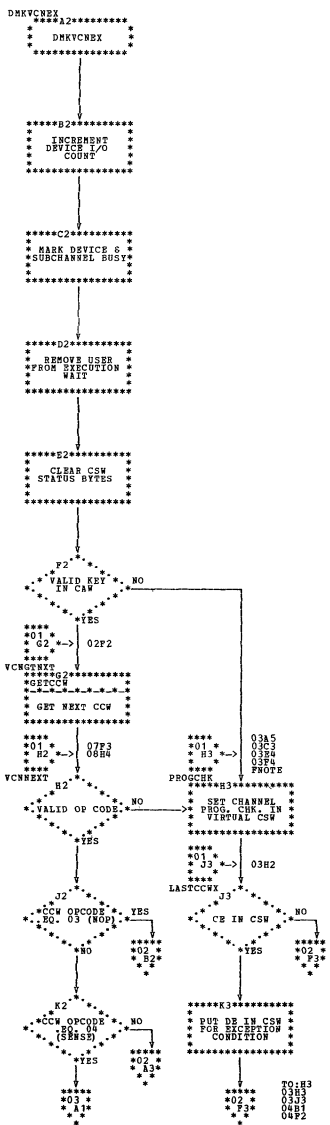 DMKVCNEX
*****A2**********
DMKVCNEX
*****B2**********
INCREMENT
DEVICE I/O
COUNT
*****C2**********
MARK DEVICE &
SUBCHANNEL BUSY
*****D2**********
REMOVE USER
FROM EXECUTION
WAIT
*****E2**********
CLEAR CSW
STATUS BYTES
F2
VALID KEY
IN CAW
NO
YES
*01 *
* G2 *-> 02F2
VCNGTNXT
*****G2**********
*GETCCW
*-*-*-*-*-*-*-*-*
GET NEXT CCW
*01 *
* H2 *-> 07F3
08H4
VCNNEXT
03A5
03C3
03E4
03F4
FNOTE
*01 *
* H3 *->
PROGCHK
H2
VALID OP CODE
NO
YES
*****H3**********
SET CHANNEL
PROG. CHK. IN
VIRTUAL CSW
*01 *
* J3 *-> 03H2
LASTCCWX
J2
CCW OPCODE
EQ. 03 (NOP)
YES
NO
*02 *
* B2*
J3
CE IN CSW
NO
YES
*02 *
* F3*
K2
CCW OPCODE
.EQ. 04
(SENSE)
NO
YES
*02 *
* A3*
*****K3**********
PUT DE IN CSW
FOR EXCEPTION
CONDITION
*03 *
* A1*
*02 *
* F3*
TO:H3
03H3
03J3
04B1
04F2